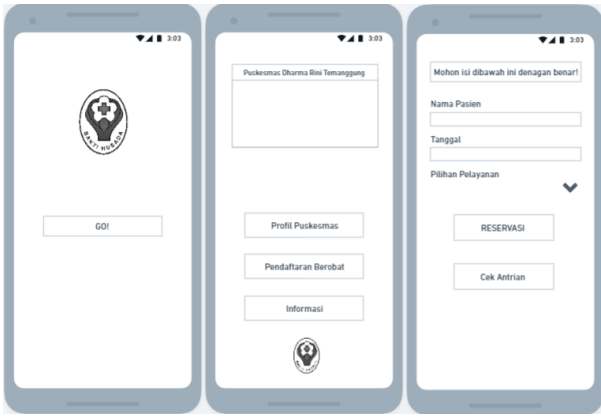 3:03
BAKTI HUSADA
GO!
3:03
Puskesmas Dharma Rini Temanggung
Profil Puskesmas
Pendaftaran Berobat
Informasi
3:03
Mohon isi dibawah ini denagan benar!
Nama Pasien
Tanggal
Pilihan Pelayanan
RESERVASI
Cek Antrian